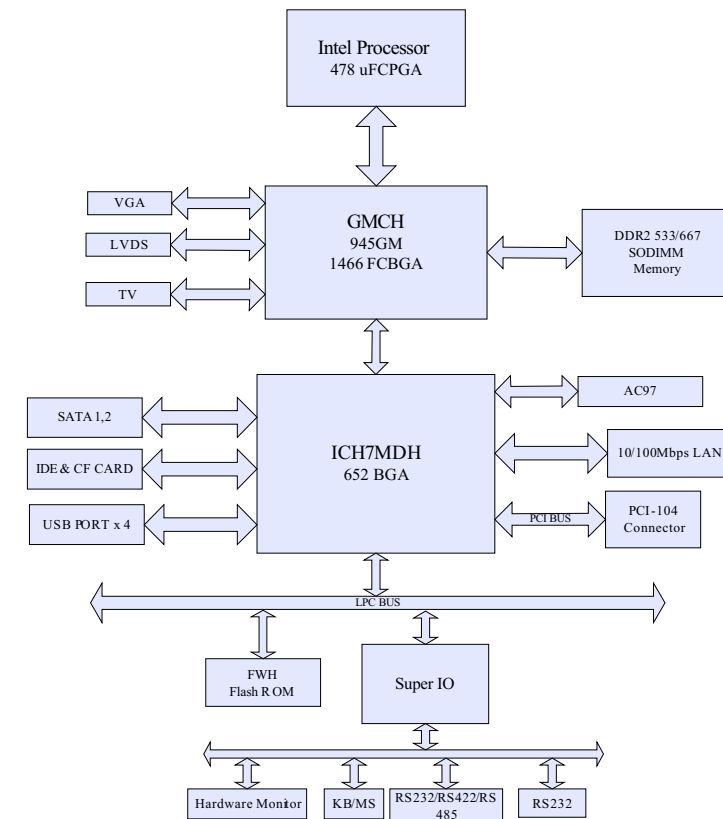 Intel Processor
478 uFCPGA
VGA
LVDS
TV
GMCH
945GM
1466 FCBGA
DDR2 533/667
SODIMM
Memory
SATA 1,2
IDE & CF CARD
USB PORT x 4
ICH7MDH
652 BGA
AC97
10/100Mbps LAN
PCI BUS
PCI-104
Connector
LPC BUS
FWH
Flash ROM
Super IO
Hardware Monitor
KB/MS
RS232/RS422/RS
485
RS232